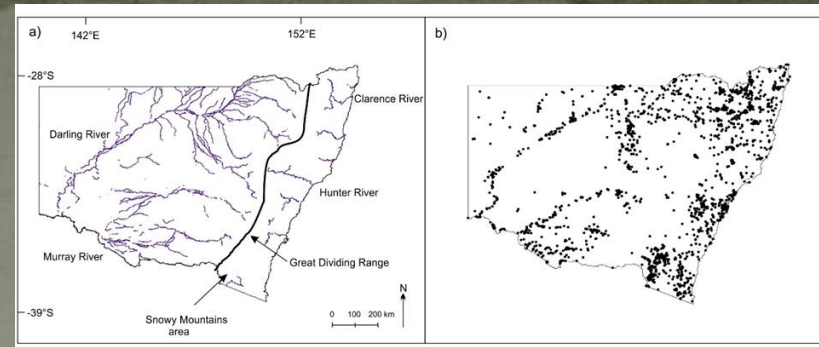 a)
142°E
152°E
b)
-28°S
Clarence River
Darling River
Hunter River
Murray River
Great Dividing Range
-39°S
Snowy Mountains
area
0 100 200 km
N